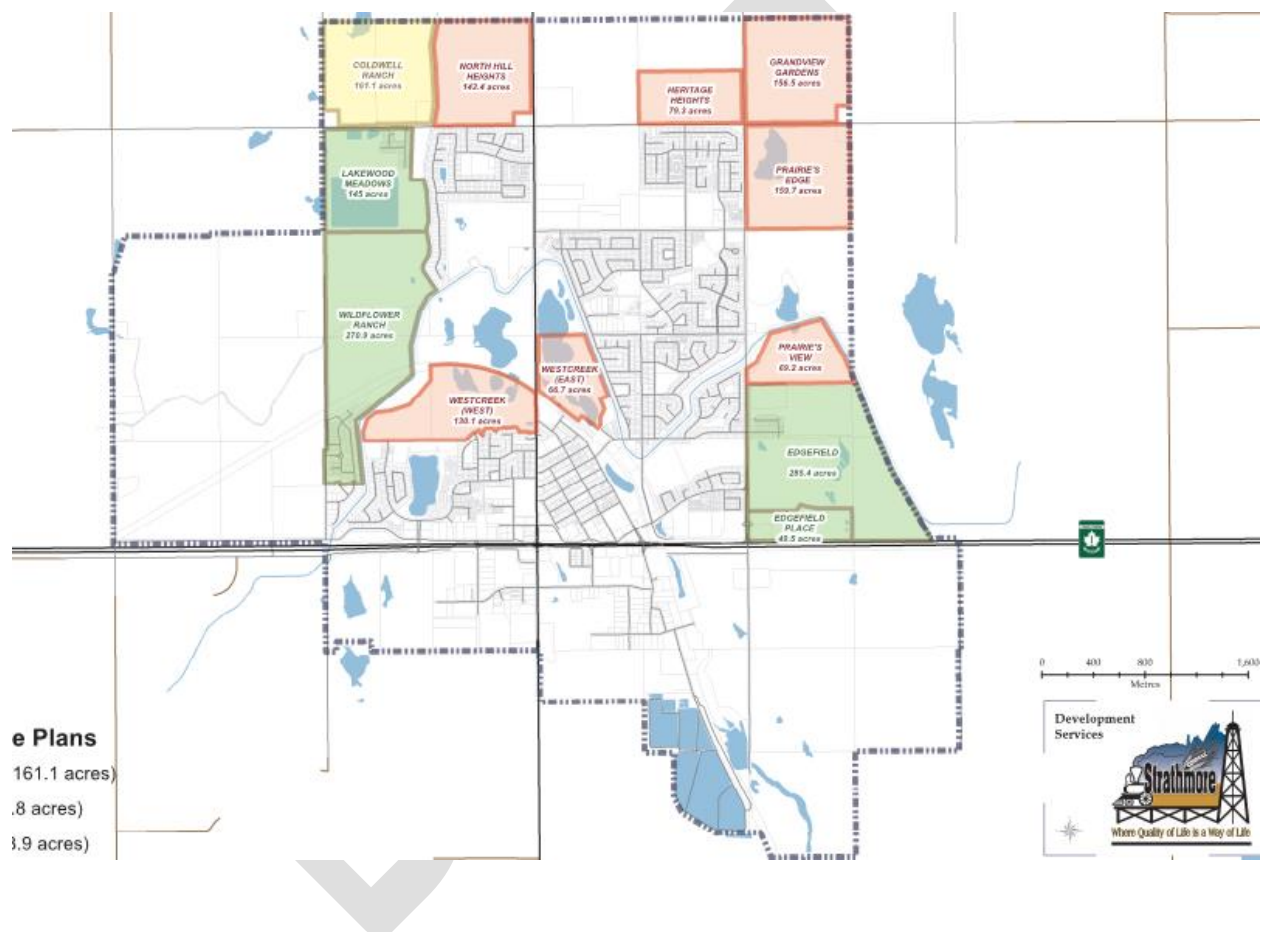 COLDWELL
RANCH
161.1 acres
NORTH HILL
HEIGHTS
142.4 acres
HERITAGE
HEIGHTS
79.3 acres
GRANDVIEW
GARDENS
156.5 acres
LAKEWOOD
MEADOWS
145 acres
PRAIRIE'S
EDGE
159.7 acres
WILDFLOWER
RANCH
270.9 acres
WESTCREEK
(WEST)
130.1 acres
WESTCREEK
(EAST)
66.7 acres
PRAIRIE'S
VIEW
69.2 acres
EDGEFIELD
285.4 acres
EDGEFIELD
PLACE
48.5 acres
1
0 400 800 1,600
Metres
e Plans
161.1 acres)
.8 acres)
3.9 acres)
Development
Services
Strathmore
Where Quality of Life is a Way of Life